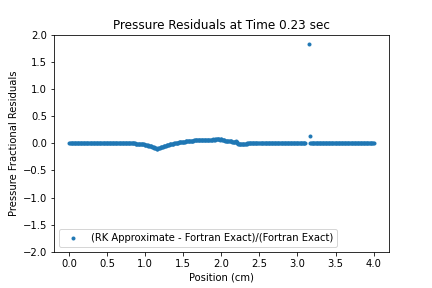 Pressure Residuals at Time 0.23 sec
2.0
1.5
1.0
0.5
0.0
−0.5
−1.0
−1.5
−2.0
Pressure Fractional Residuals
(RK Approximate - Fortran Exact)/(Fortran Exact)
0.0 0.5 1.0 1.5 2.0 2.5 3.0 3.5 4.0
Position (cm)